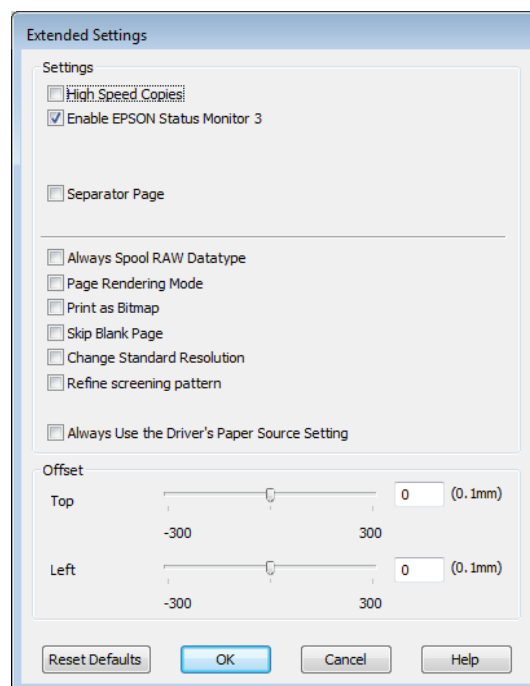 Extended Settings
Settings
High Speed Copies
Enable EPSON Status Monitor 3
Separator Page
Always Spool RAW Datatype
Page Rendering Mode
Print as Bitmap
Skip Blank Page
Change Standard Resolution
Refine screening pattern
Always Use the Driver's Paper Source Setting
Offset
Top 0 (0.1mm)
-300 300
Left 0 (0.1mm)
-300 300
Reset Defaults OK Cancel Help